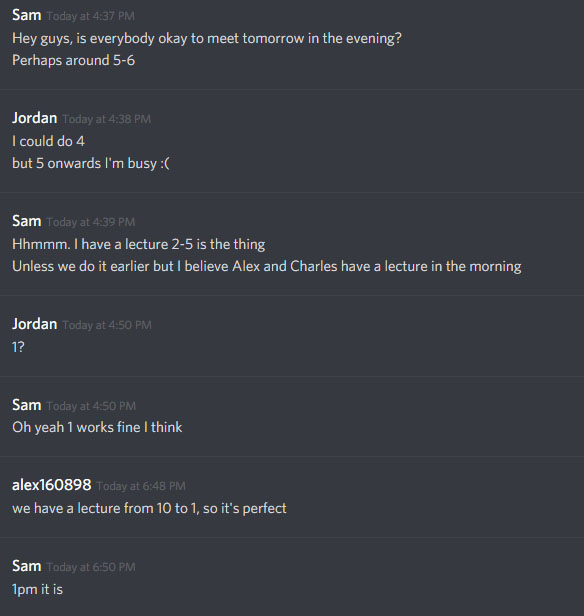 Sam Today at 4:37 PM
Hey guys, is everybody okay to meet tomorrow in the evening?
Perhaps around 5-6
Jordan Today at 4:38 PM
I could do 4
but 5 onwards I'm busy :(
Sam Today at 4:39 PM
Hhmmm. I have a lecture 2-5 is the thing
Unless we do it earlier but I believe Alex and Charles have a lecture in the morning
Jordan Today at 4:50 PM
1?
Sam Today at 4:50 PM
Oh yeah 1 works fine I think
alex160898 Today at 6:48 PM
we have a lecture from 10 to 1, so it's perfect
Sam Today at 6:50 PM
1pm it is